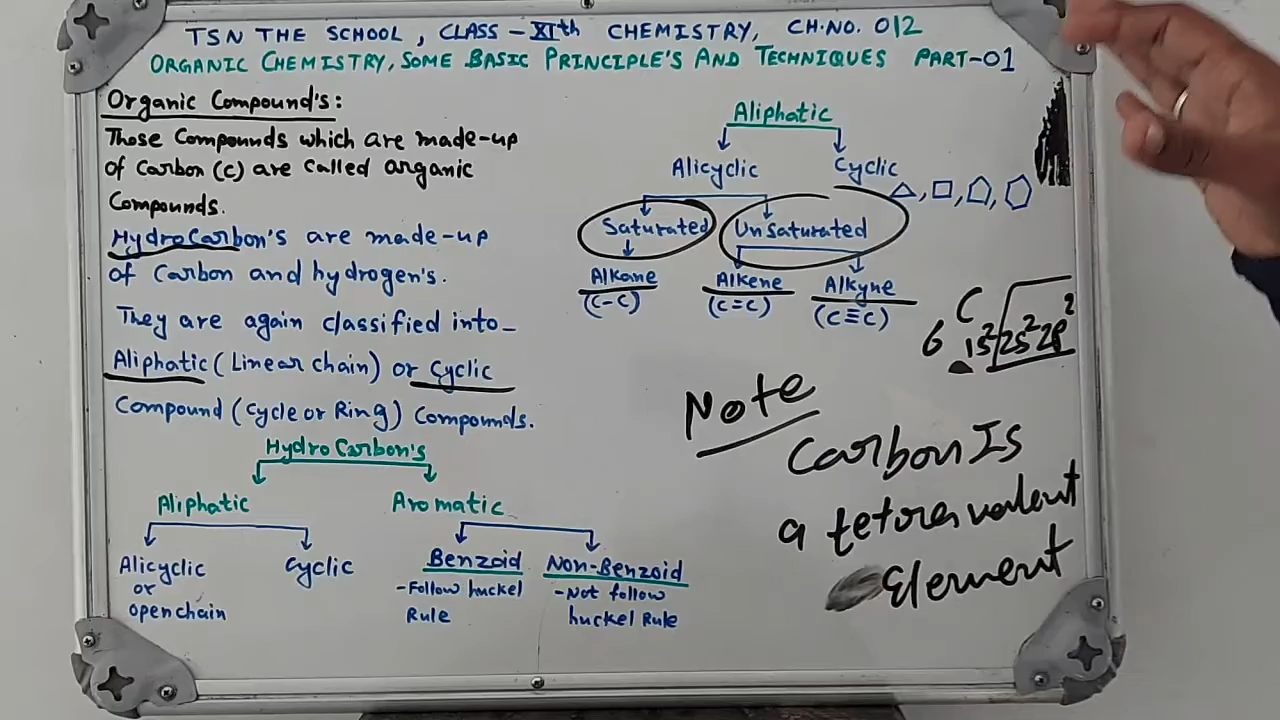 TSN THE SCHOOL, CLASS-XIth CHEMISTRY, CH.NO. 012
ORGANIC CHEMISTRY, SOME BASIC PRINCIPLE'S AND TECHNIQUES PART-01
Organic Compound's:
Those Compounds which are made-up
of Carbon (c) are called organic
Compounds.
HydroCarbon's are made-up
of Carbon and hydrogen's.
They are again classified into-
Aliphatic (Linear chain) or cyclic
Compound (cycle or Ring) Compounds.
HydroCarbon's
Aliphatic Aromatic
Alicyclic or openchain
Cyclic
Benzoid
-Follow huckel
Rule
Non-Benzoid
-Not follow
huckel Rule
Aliphatic
Alicyclic Cyclic
Saturated UnSaturated
Alkane Alkene Alkyne
(C-C) (C=C) (C≡C)
C
6 1s² 2s² 2p²
Note
Carbon Is
a tetravalent
Element